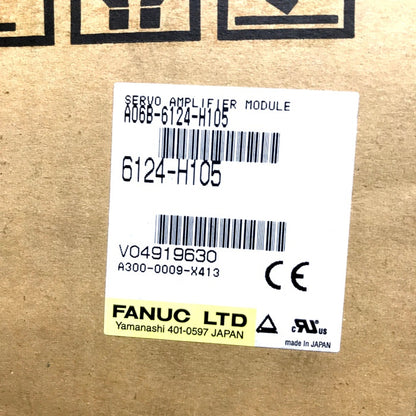 SERVO AMPLIFIER MODULE
A06B-6124-H105
6124-H105
V04919630
A300-0009-X413
CE
FANUC LTD
Yamanashi 401-0597 JAPAN
c RU US
Made in JAPAN